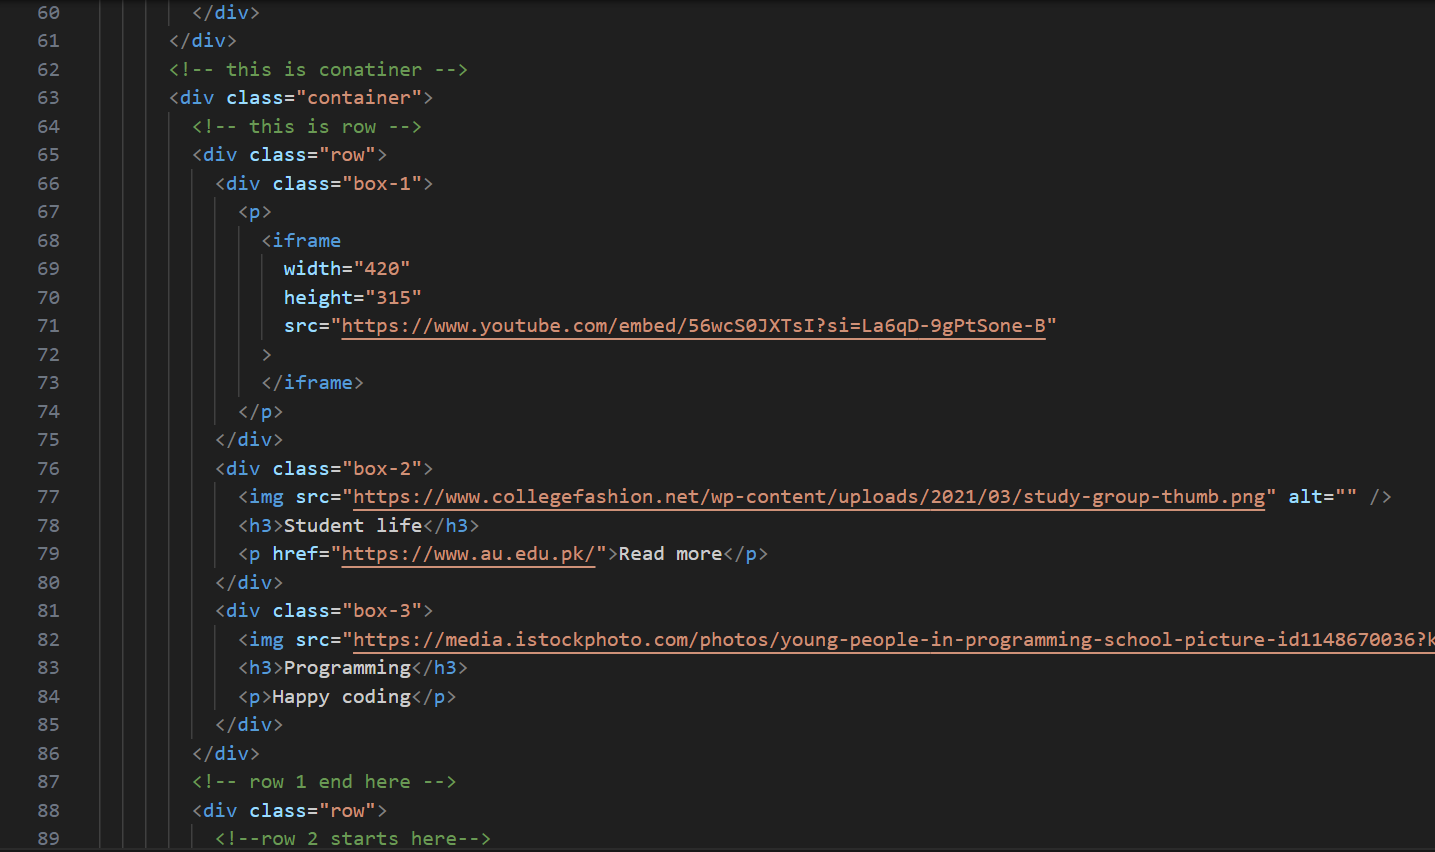 60 </div>
61 </div>
62 <!-- this is conatiner -->
63 <div class="container">
64 <!-- this is row -->
65 <div class="row">
66 <div class="box-1">
67 <p>
68 <iframe
69 width="420"
70 height="315"
71 src="https://www.youtube.com/embed/56wcS0JXTsI?si=La6qD-9gPtSone-B"
72 >
73 </iframe>
74 </p>
75 </div>
76 <div class="box-2">
77 <img src="https://www.collegefashion.net/wp-content/uploads/2021/03/study-group-thumb.png" alt="" />
78 <h3>Student life</h3>
79 <p href="https://www.au.edu.pk/">Read more</p>
80 </div>
81 <div class="box-3">
82 <img src="https://media.istockphoto.com/photos/young-people-in-programming-school-picture-id1148670036?k
83 <h3>Programming</h3>
84 <p>Happy coding</p>
85 </div>
86 </div>
87 <!-- row 1 end here -->
88 <div class="row">
89 <!--row 2 starts here-->